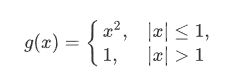 g(x) = { x², |x| ≤ 1,
1, |x| > 1